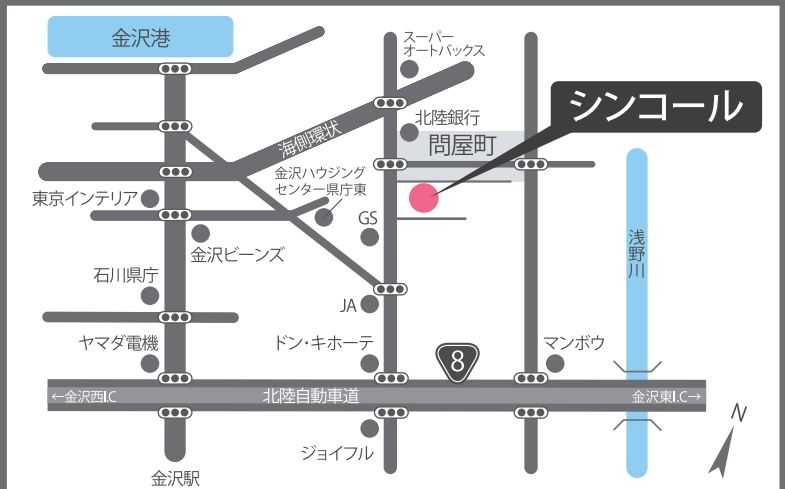 金沢港
スーパー
オートバックス
シンコール
北陸銀行
問屋町
海側環状
金沢ハウジング
センター県庁東
東京インテリア
GS
金沢ビーンズ
浅野川
石川県庁
JA
ヤマダ電機
ドン・キホーテ
8
マンボウ
←金沢西I.C
北陸自動車道
金沢東I.C→
N
ジョイフル
金沢駅